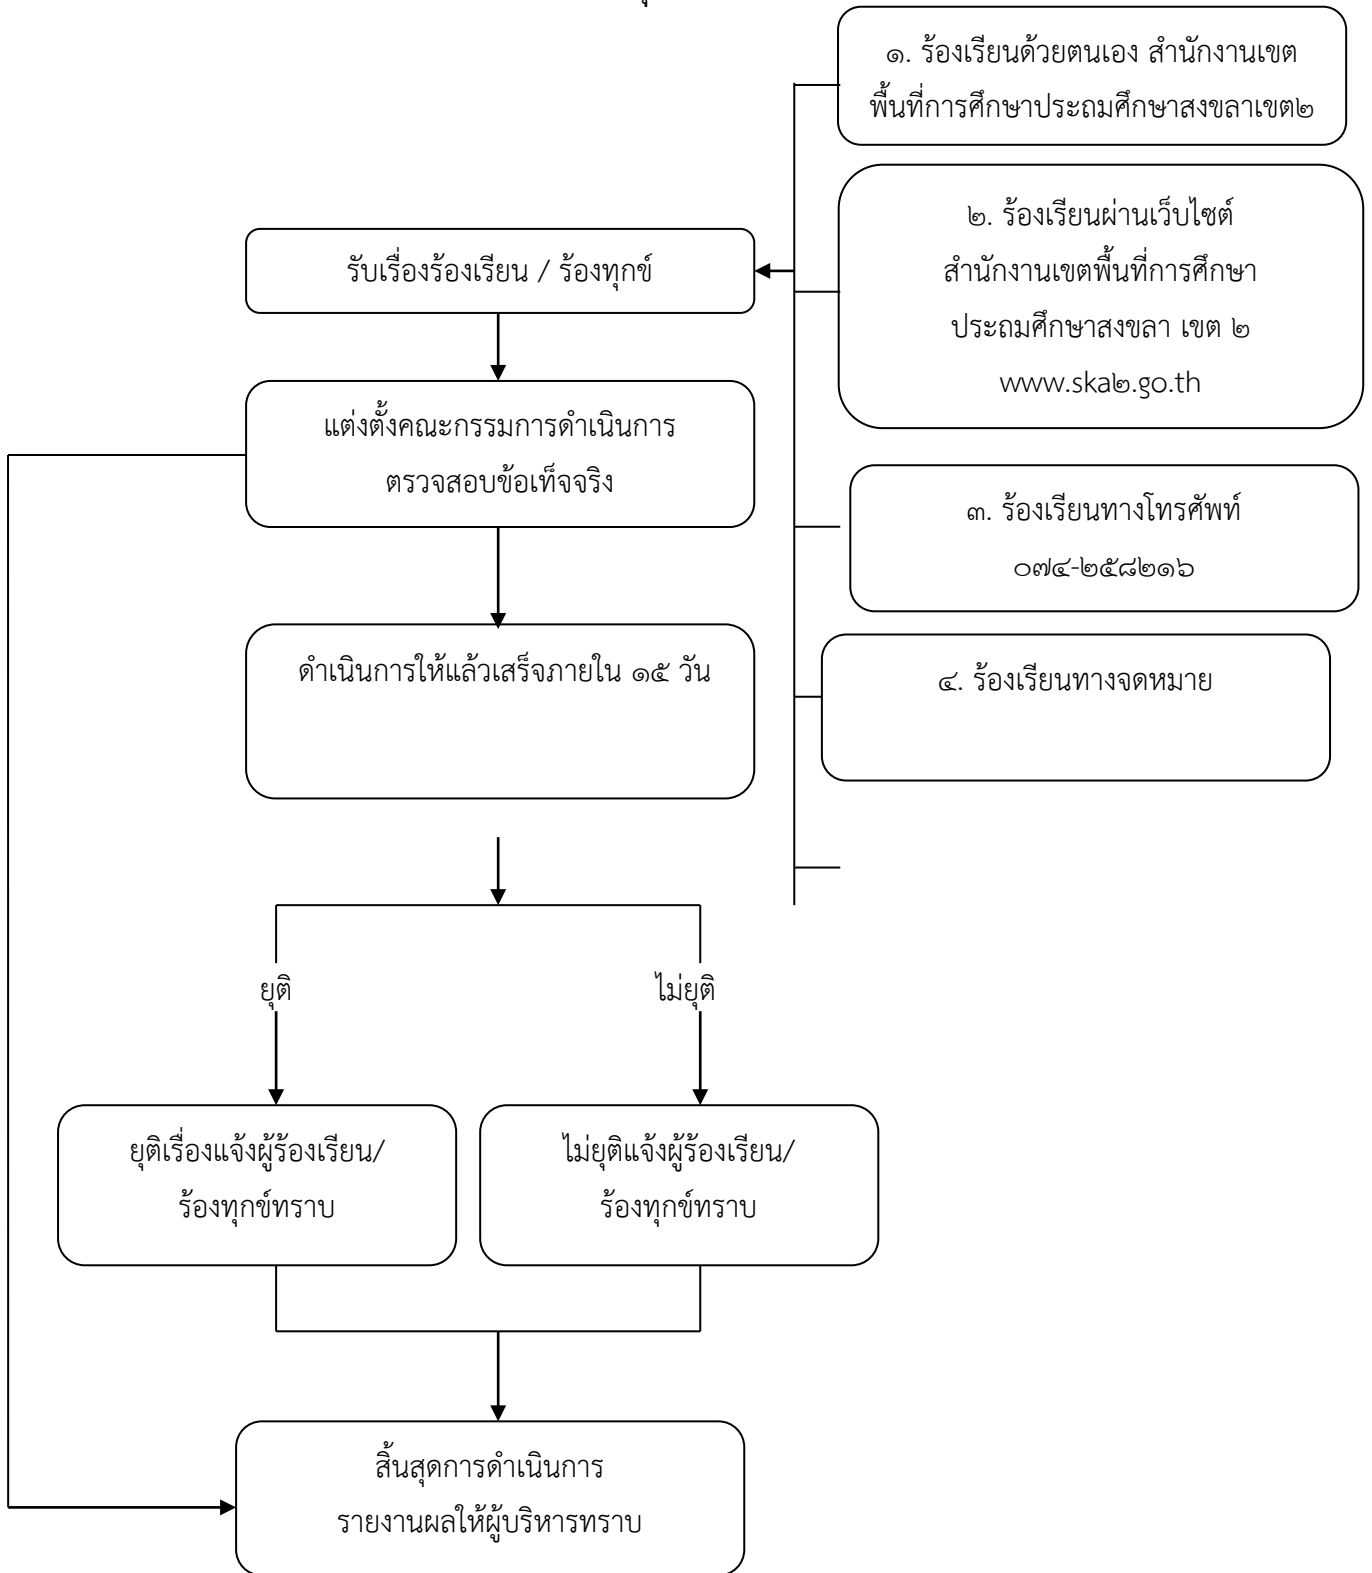 ๑. ร้องเรียนด้วยตนเอง สำนักงานเขต
พื้นที่การศึกษาประถมศึกษาสงขลาเขต๒
๒. ร้องเรียนผ่านเว็บไซต์
สำนักงานเขตพื้นที่การศึกษา
ประถมศึกษาสงขลา เขต ๒
www.ska๒.go.th
รับเรื่องร้องเรียน / ร้องทุกข์
แต่งตั้งคณะกรรมการดำเนินการ
ตรวจสอบข้อเท็จจริง
๓. ร้องเรียนทางโทรศัพท์
๐๗๔-๒๕๘๒๑๖
ดำเนินการให้แล้วเสร็จภายใน ๑๕ วัน
๔. ร้องเรียนทางจดหมาย
ยุติ
ไม่ยุติ
ยุติเรื่องแจ้งผู้ร้องเรียน/
ร้องทุกข์ทราบ
ไม่ยุติแจ้งผู้ร้องเรียน/
ร้องทุกข์ทราบ
สิ้นสุดการดำเนินการ
รายงานผลให้ผู้บริหารทราบ